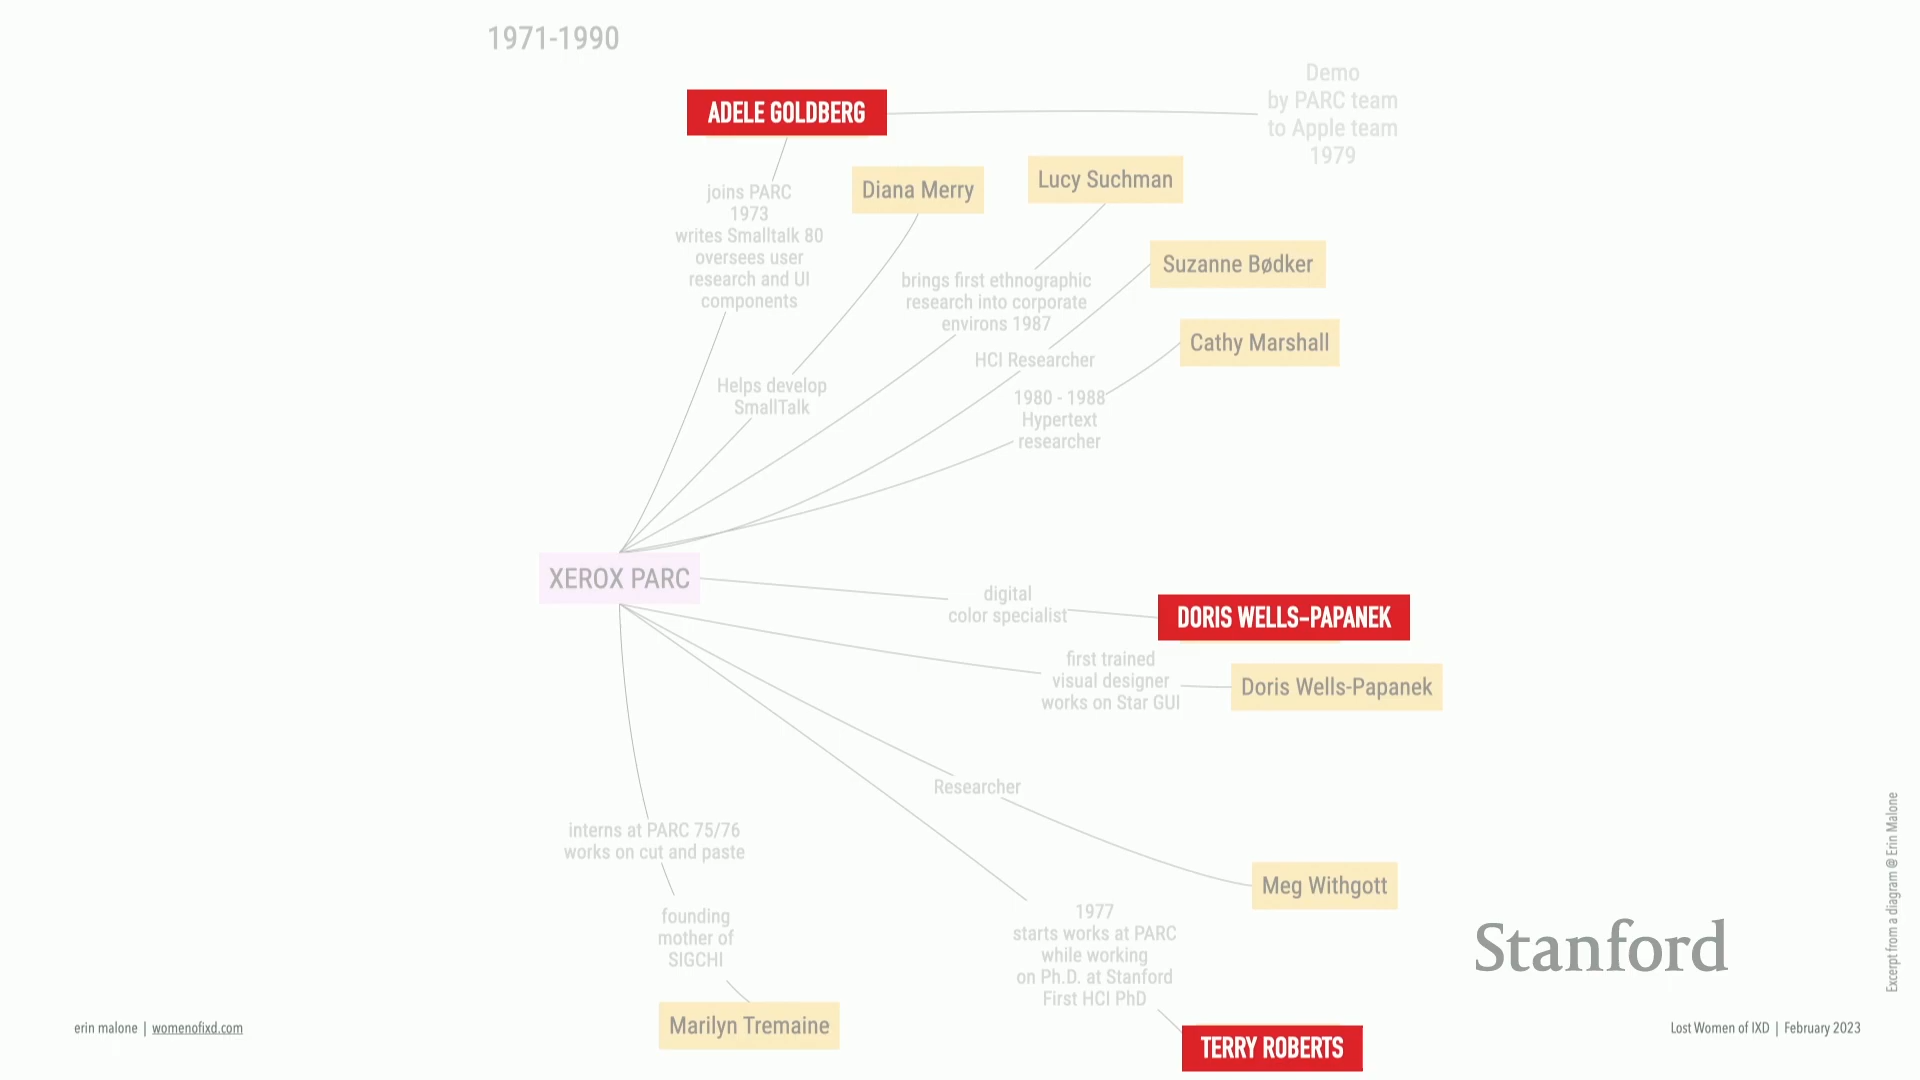 1971-1990
ADELE GOLDBERG
Demo
by PARC team
to Apple team
1979
joins PARC
1973
writes Smalltalk 80
oversees user
research and UI
components
Diana Merry
Lucy Suchman
Suzanne Bødker
Cathy Marshall
brings first ethnographic
research into corporate
environs 1987
HCI Researcher
Helps develop
SmallTalk
1980 - 1988
Hypertext
researcher
XEROX PARC
digital
color specialist
DORIS WELLS-PAPANEK
first trained
visual designer
works on Star GUI
Doris Wells-Papanek
Researcher
Meg Withgott
interns at PARC 75/76
works on cut and paste
founding
mother of
SIGCHI
Marilyn Tremaine
1977
starts works at PARC
while working
on Ph.D. at Stanford
First HCI PhD
TERRY ROBERTS
Stanford
Excerpt from a diagram @ Erin Malone
erin malone | womenofixd.com
Lost Women of IXD | February 2023